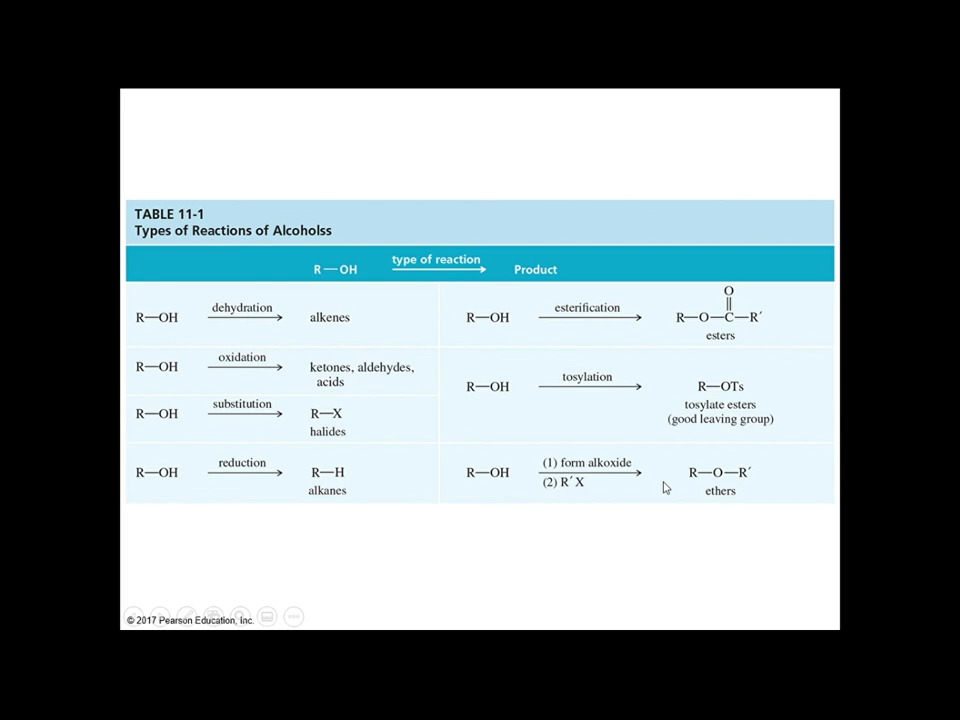 TABLE 11-1
Types of Reactions of Alcoholss
R—OH type of reaction Product
R—OH dehydration alkenes
R—OH oxidation ketones, aldehydes,
acids
R—OH substitution R—X
halides
R—OH reduction R—H
alkanes
O
||
R—OH esterification R—O—C—R′
esters
R—OH tosylation R—OTs
tosylate esters
(good leaving group)
R—OH (1) form alkoxide R—O—R′
(2) R′X ethers
© 2017 Pearson Education, Inc.